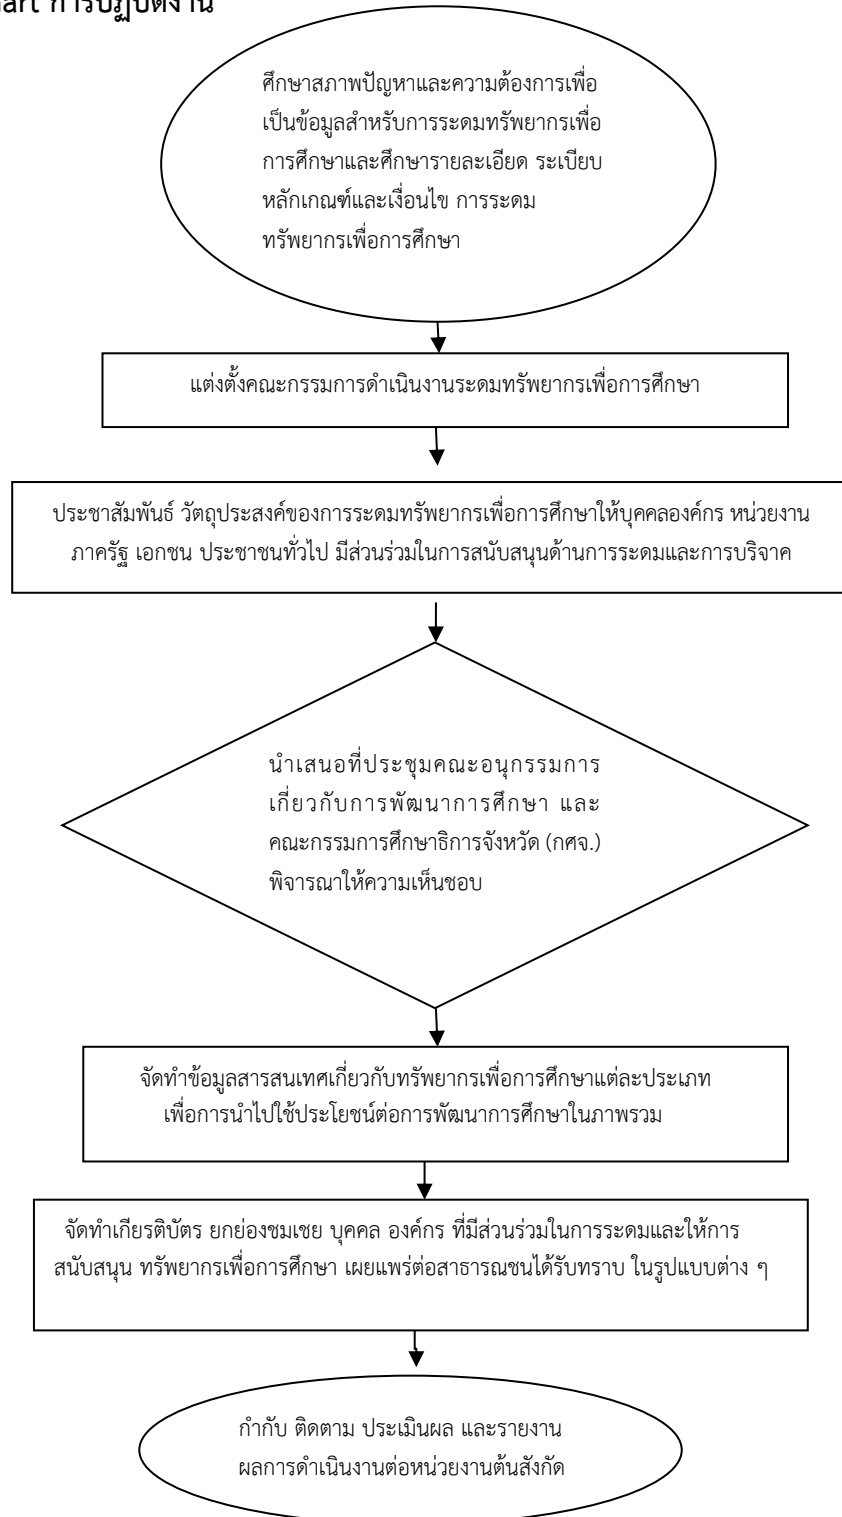 การปฏิบัติงาน
ศึกษาสภาพปัญหาและความต้องการเพื่อ
เป็นข้อมูลสำหรับการระดมทรัพยากรเพื่อ
การศึกษาและศึกษารายละเอียด ระเบียบ
หลักเกณฑ์และเงื่อนไข การระดม
ทรัพยากรเพื่อการศึกษา
แต่งตั้งคณะกรรมการดำเนินงานระดมทรัพยากรเพื่อการศึกษา
ประชาสัมพันธ์ วัตถุประสงค์ของการระดมทรัพยากรเพื่อการศึกษาให้บุคคลองค์กร หน่วยงาน
ภาครัฐ เอกชน ประชาชนทั่วไป มีส่วนร่วมในการสนับสนุนด้านการระดมและการบริจาค
นำเสนอที่ประชุมคณะอนุกรรมการ
เกี่ยวกับการพัฒนาการศึกษา และ
คณะกรรมการศึกษาธิการจังหวัด (กศจ.)
พิจารณาให้ความเห็นชอบ
จัดทำข้อมูลสารสนเทศเกี่ยวกับทรัพยากรเพื่อการศึกษาแต่ละประเภท
เพื่อการนำไปใช้ประโยชน์ต่อการพัฒนาการศึกษาในภาพรวม
จัดทำเกียรติบัตร ยกย่องชมเชย บุคคล องค์กร ที่มีส่วนร่วมในการระดมและให้การ
สนับสนุน ทรัพยากรเพื่อการศึกษา เผยแพร่ต่อสาธารณชนได้รับทราบ ในรูปแบบต่าง ๆ
กำกับ ติดตาม ประเมินผล และรายงาน
ผลการดำเนินงานต่อหน่วยงานต้นสังกัด